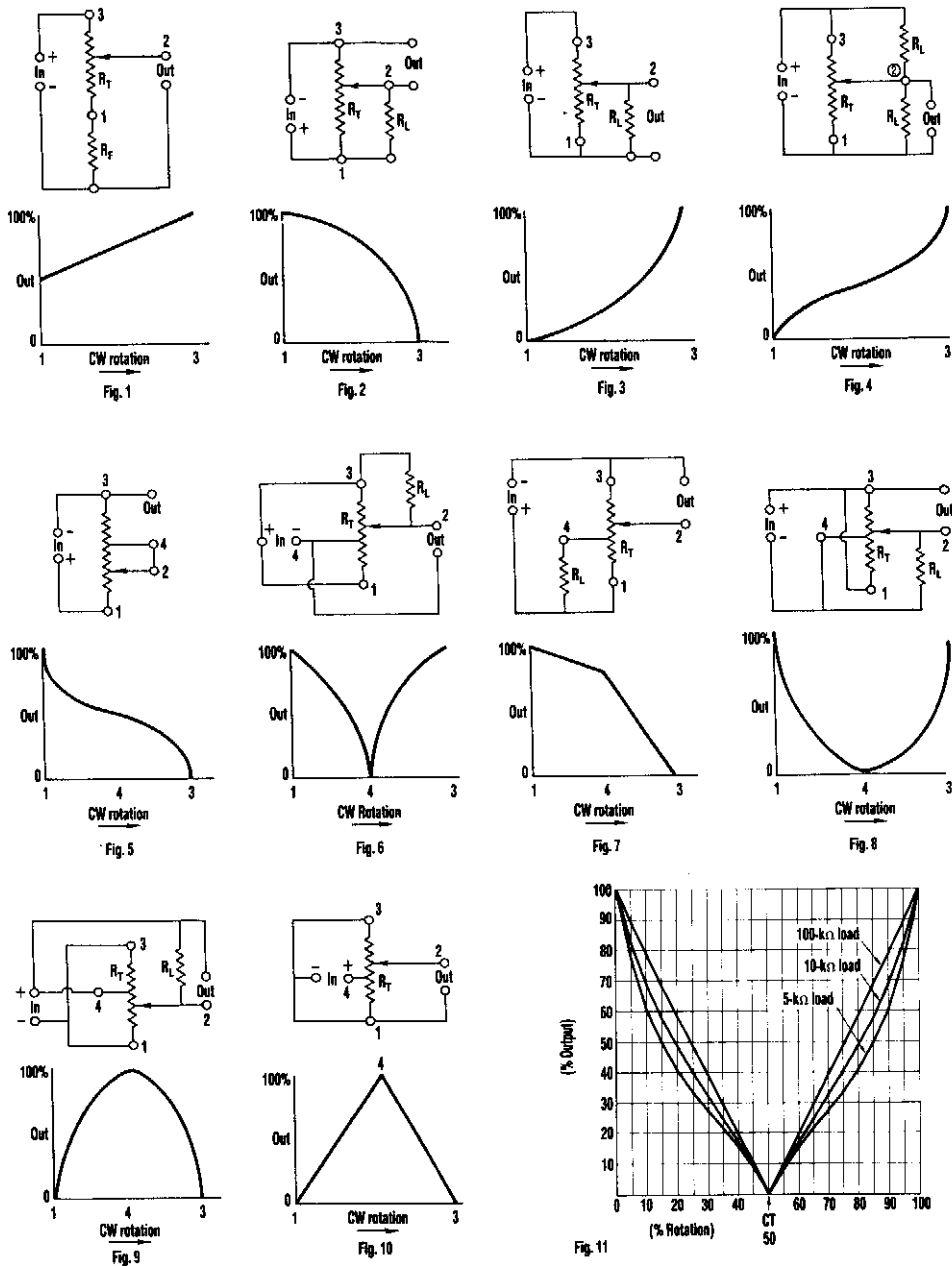 3
2
+
In
-
R_T
Out
1
R_F
100%
Out
0
1
3
CW rotation
Fig. 1
3
Out
2
-
In
+
R_T
R_L
1
100%
Out
0
1
3
CW rotation
Fig. 2
3
2
+
In
-
R_T
R_L
Out
1
100%
Out
0
1
3
CW rotation
Fig. 3
3
R_L
+
In
-
②
R_T
R_L
Out
1
100%
Out
0
1
3
CW rotation
Fig. 4
3
Out
-
In
+
4
2
1
100%
Out
0
1
4
3
CW rotation
Fig. 5
3
R_L
R_T
2
+
In
-
4
Out
1
100%
Out
0
1
4
3
CW Rotation
Fig. 6
3
-
In
+
Out
4
2
R_T
R_L
1
100%
Out
0
1
4
3
CW rotation
Fig. 7
3
Out
+
In
-
4
2
R_T
R_L
1
100%
Out
0
1
4
3
CW rotation
Fig. 8
3
R_T
R_L
+
In
-
4
Out
2
1
100%
Out
0
1
4
3
CW rotation
Fig. 9
3
2
-
In
+
4
R_T
Out
1
100%
4
Out
0
1
3
CW rotation
Fig. 10
100
90
80
70
60
50
40
30
20
10
(% Output)
100-kΩ load
10-kΩ load
5-kΩ load
0 10 20 30 40 50 60 70 80 90 100
(% Rotation)
CT
50
Fig. 11